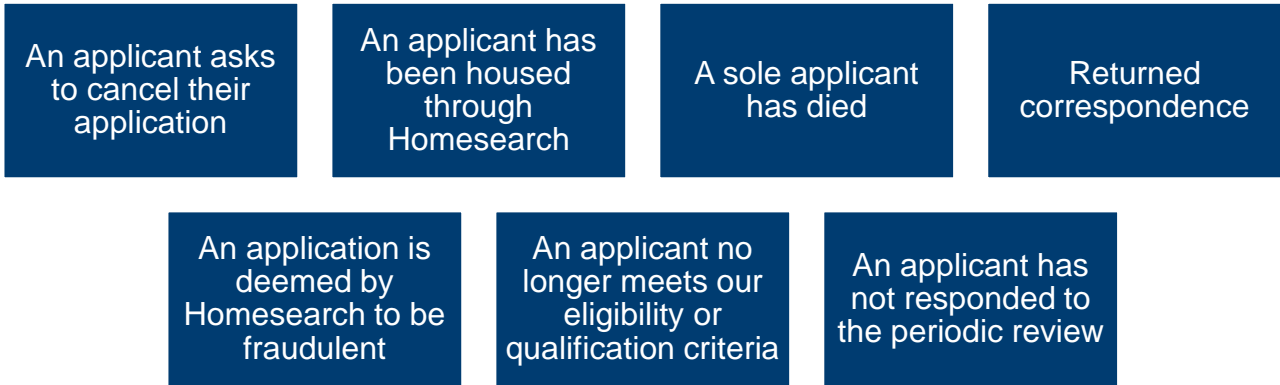 An applicant asks
to cancel their
application
An applicant has
been housed
through
Homesearch
A sole applicant
has died
Returned
correspondence
An application is
deemed by
Homesearch to be
fraudulent
An applicant no
longer meets our
eligibility or
qualification criteria
An applicant has
not responded to
the periodic review